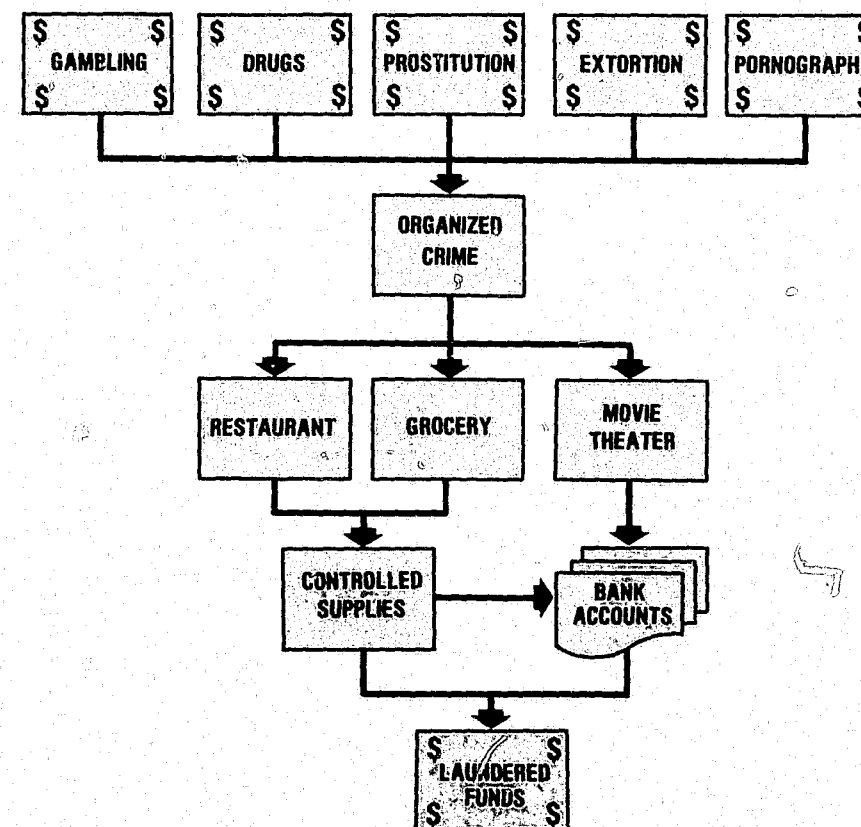 $ $ $ $ $ $ $ $ $ $
GAMBLING DRUGS PROSTITUTION EXTORTION PORNOGRAPH
$ $ $ $ $ $ $ $ $ $
ORGANIZED
CRIME
RESTAURANT
GROCERY
MOVIE
THEATER
CONTROLLED
SUPPLIES
BANK
ACCOUNTS
$ $
LAUNDERED
FUNDS
$ $